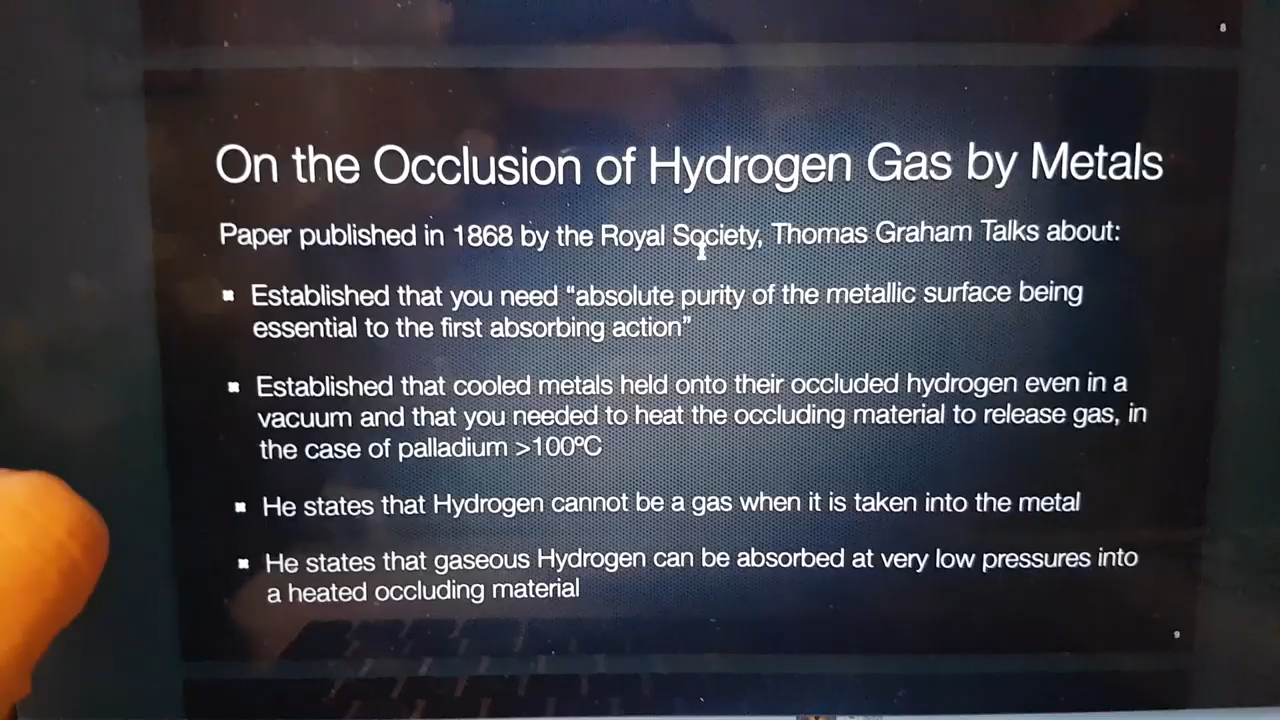 8
On the Occlusion of Hydrogen Gas by Metals
Paper published in 1868 by the Royal Society, Thomas Graham Talks about:
Established that you need “absolute purity of the metallic surface being
essential to the first absorbing action”
Established that cooled metals held onto their occluded hydrogen even in a
vacuum and that you needed to heat the occluding material to release gas, in
the case of palladium >100ºC
He states that Hydrogen cannot be a gas when it is taken into the metal
He states that gaseous Hydrogen can be absorbed at very low pressures into
a heated occluding material
9